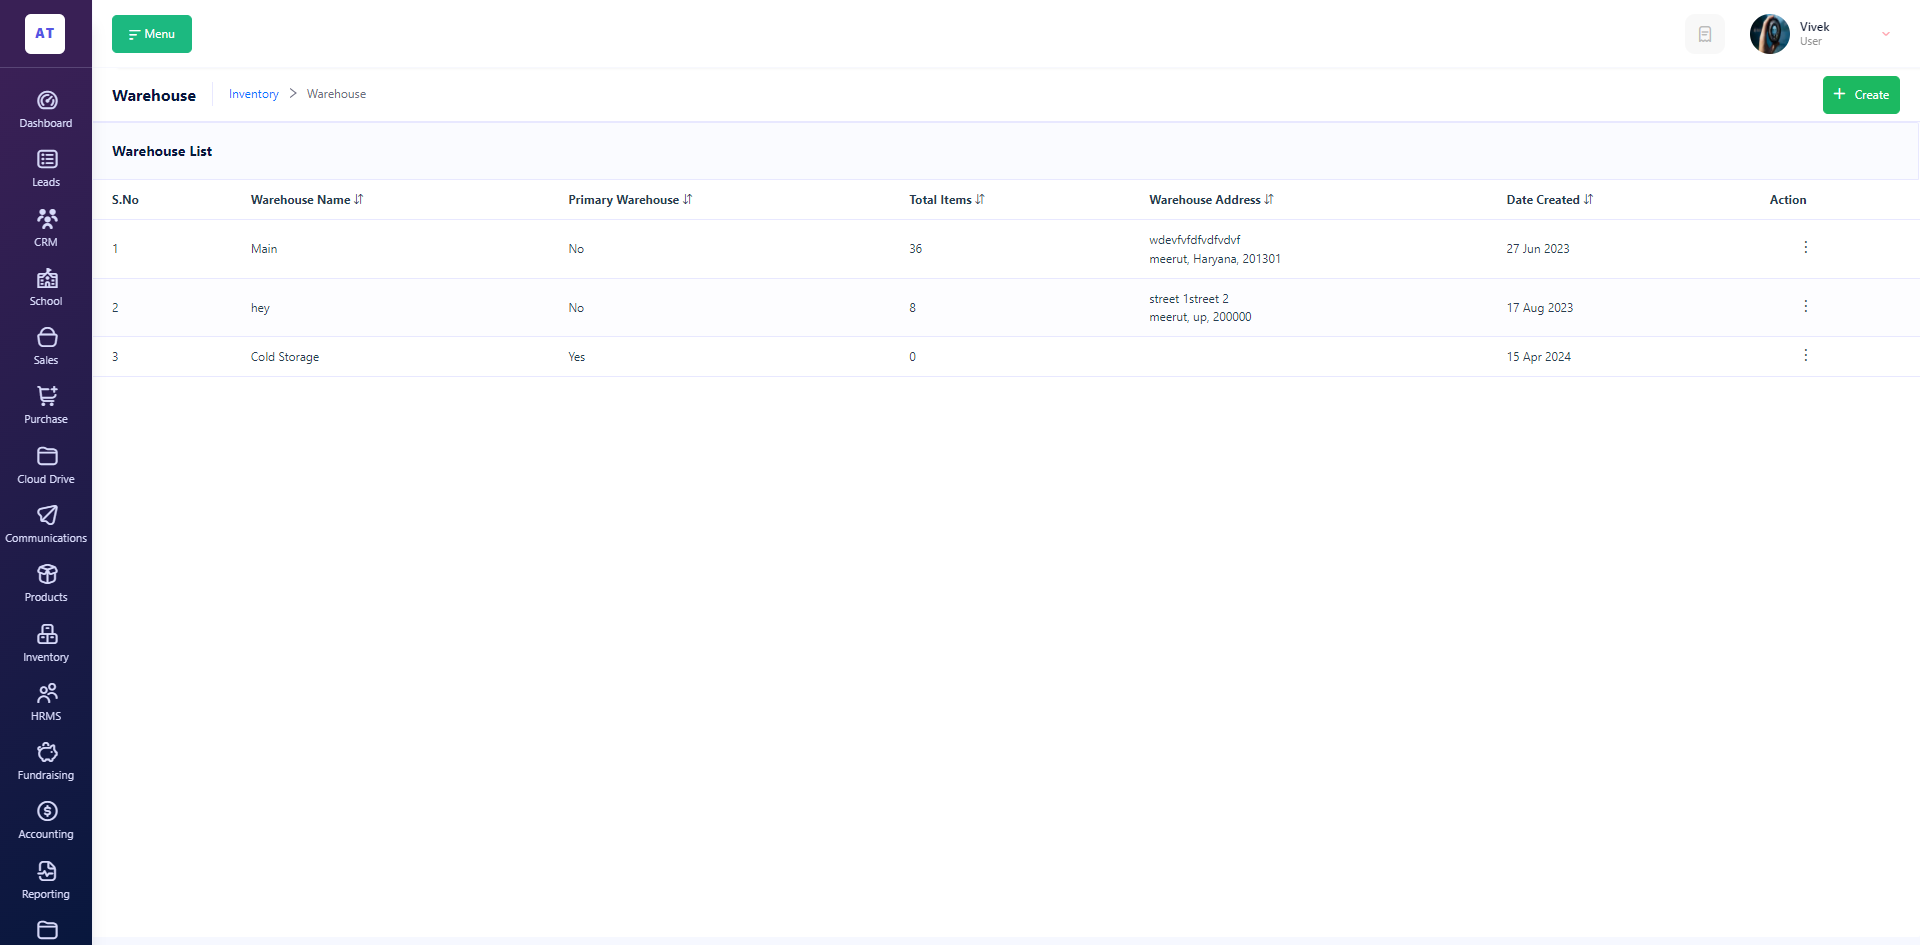 AT
Menu
Vivek
User
Warehouse
Inventory > Warehouse
+ Create
Warehouse List
S.No Warehouse Name Primary Warehouse Total Items Warehouse Address Date Created Action
1 Main No 36 wdevfvfdfvdfvdvf 27 Jun 2023
meerut, Haryana, 201301
2 hey No 8 street 1street 2 17 Aug 2023
meerut, up, 200000
3 Cold Storage Yes 0 15 Apr 2024
Dashboard
Leads
CRM
School
Sales
Purchase
Cloud Drive
Communications
Products
Inventory
HRMS
Fundraising
Accounting
Reporting